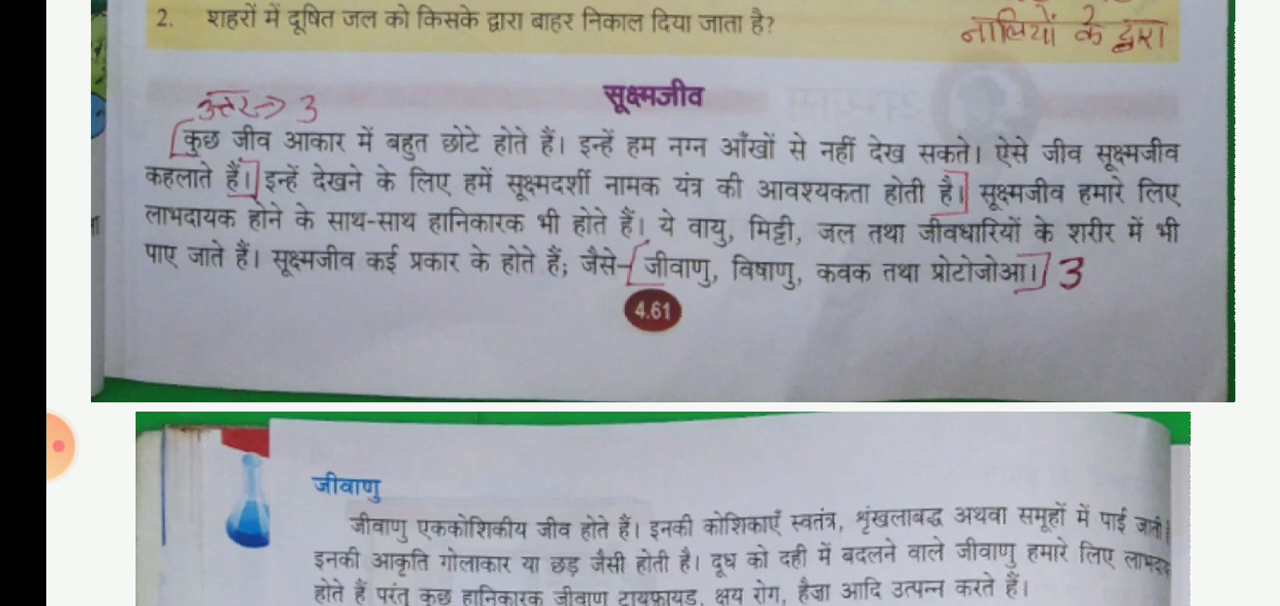 2. शहरों में दूषित जल को किसके द्वारा बाहर निकाल दिया जाता है?
नालियों के द्वारा
सूक्ष्मजीव
उत्तर→ 3
कुछ जीव आकार में बहुत छोटे होते हैं। इन्हें हम नग्न आँखों से नहीं देख सकते। ऐसे जीव सूक्ष्मजीव
कहलाते हैं। इन्हें देखने के लिए हमें सूक्ष्मदर्शी नामक यंत्र की आवश्यकता होती है। सूक्ष्मजीव हमारे लिए
लाभदायक होने के साथ-साथ हानिकारक भी होते हैं। ये वायु, मिट्टी, जल तथा जीवधारियों के शरीर में भी
पाए जाते हैं। सूक्ष्मजीव कई प्रकार के होते हैं; जैसे- जीवाणु, विषाणु, कवक तथा प्रोटोजोआ। 3
4.61
जीवाणु
जीवाणु एककोशिकीय जीव होते हैं। इनकी कोशिकाएँ स्वतंत्र, शृंखलाबद्ध अथवा समूहों में पाई जाती
इनकी आकृति गोलाकार या छड़ जैसी होती है। दूध को दही में बदलने वाले जीवाणु हमारे लिए
होते हैं परंतु कुछ हानिकारक जीवाणु टायफायड, क्षय रोग, हैज़ा आदि उत्पन्न करते हैं।